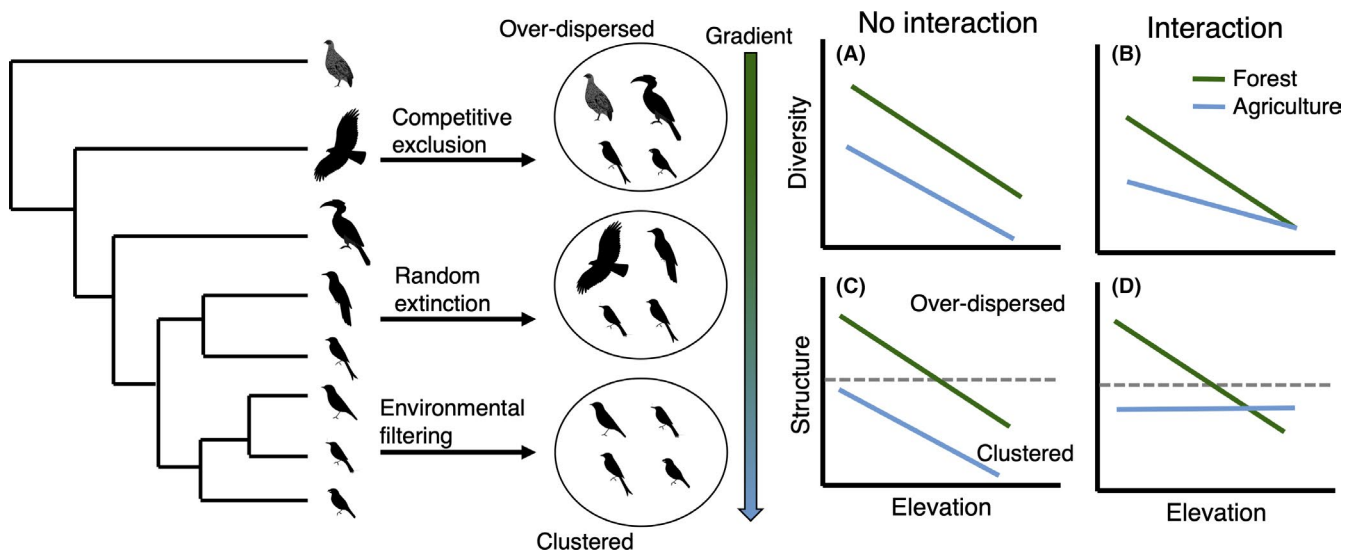 Over-dispersed
Gradient
No interaction
Interaction
Competitive
exclusion
Random
extinction
Environmental
filtering
Clustered
(A)
Diversity
(B)
Forest
Agriculture
(C)
Over-dispersed
Structure
Clustered
Elevation
(D)
Elevation